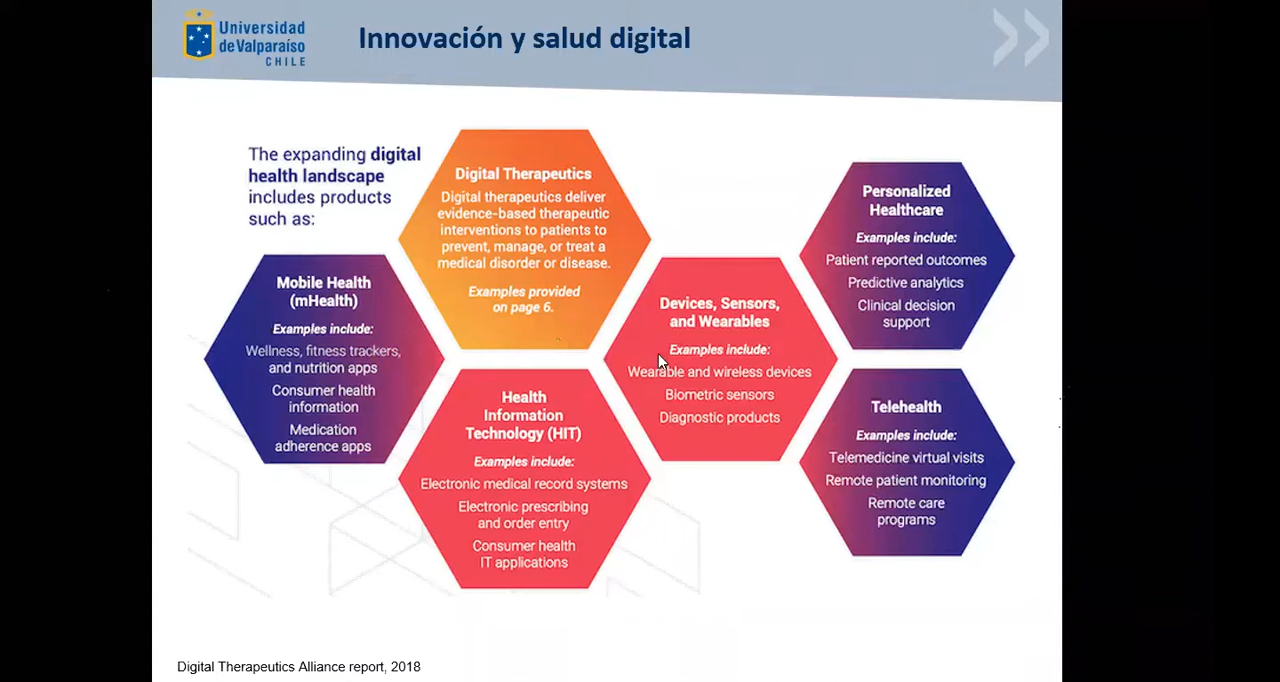 Universidad
de Valparaíso
CHILE
Innovación y salud digital
The expanding digital
health landscape
includes products
such as:
Digital Therapeutics
Digital therapeutics deliver
evidence-based therapeutic
interventions to patients to
prevent, manage, or treat a
medical disorder or disease.
Examples provided
on page 6.
Mobile Health
(mHealth)
Examples include:
Wellness, fitness trackers,
and nutrition apps
Consumer health
information
Medication
adherence apps
Health
Information
Technology (HIT)
Examples include:
Electronic medical record systems
Electronic prescribing
and order entry
Consumer health
IT applications
Devices, Sensors,
and Wearables
Examples include:
Wearable and wireless devices
Biometric sensors
Diagnostic products
Personalized
Healthcare
Examples include:
Patient reported outcomes
Predictive analytics
Clinical decision
support
Telehealth
Examples include:
Telemedicine virtual visits
Remote patient monitoring
Remote care
programs
Digital Therapeutics Alliance report, 2018